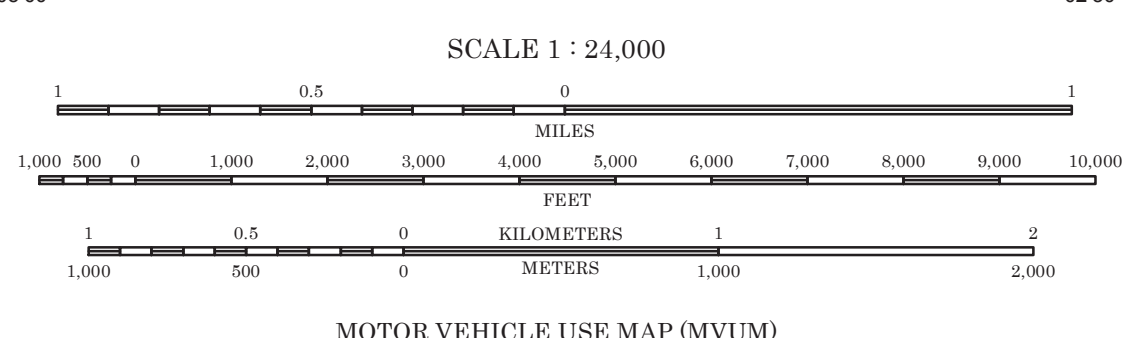 SCALE 1 : 24,000
1 0.5 0 1
MILES
1,000 500 0 1,000 2,000 3,000 4,000 5,000 6,000 7,000 8,000 9,000 10,000
FEET
1 0.5 0 KILOMETERS 1 2
1,000 500 0 METERS 1,000 2,000
MOTOR VEHICLE USE MAP (MVUM)